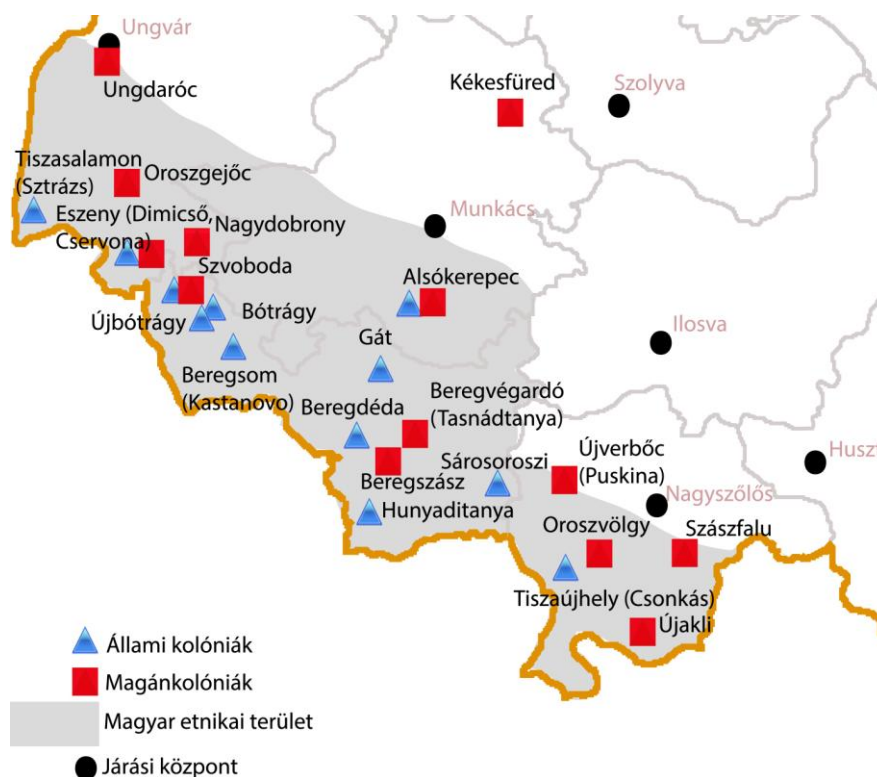 Ungvár
Ungdaróc
Kékesfüred
Szolyva
Tiszasalamon
(Sztrázs)
Oroszgejőc
Eszeny (Dimicső,
Cservona)
Nagydobrony
Munkács
Szvoboda
Alsókerepec
Újbótrágy
Bótrágy
Ilosva
Gát
Beregsom
(Kastanovo)
Beregvégardó
(Tasnádtanya)
Beregdéda
Sárosoroszi
Újverbőc
(Puskina)
Huszt
Beregszász
Hunyaditanya
Nagyszőlős
Oroszvölgy
Szászfalu
Tiszaújhely (Csonkás)
Újakli
Állami kolóniák
Magánkolóniák
Magyar etnikai terület
Járási központ